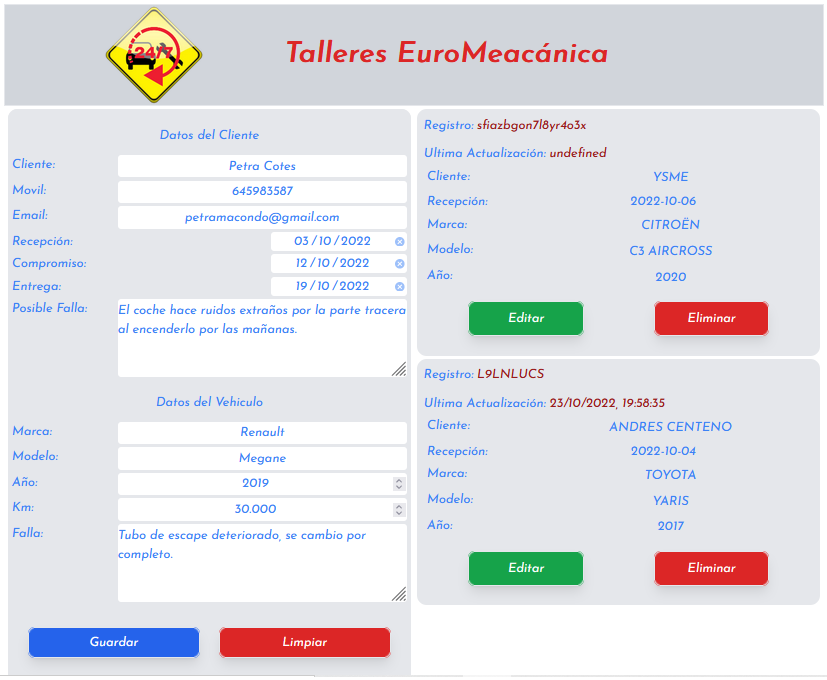 24/7
Talleres EuroMeacánica
Datos del Cliente
Cliente: Petra Cotes
Movil: 645983587
Email: petramacondo@gmail.com
Recepción: 03/10/2022
Compromiso: 12/10/2022
Entrega: 19/10/2022
Posible Falla: El coche hace ruidos extraños por la parte tracera
al encenderlo por las mañanas.
Datos del Vehiculo
Marca: Renault
Modelo: Megane
Año: 2019
Km: 30.000
Falla: Tubo de escape deteriorado, se cambio por
completo.
Guardar Limpiar
Registro: sfiazbgon7l8yr4o3x
Ultima Actualización: undefined
Cliente: YSME
Recepción: 2022-10-06
Marca: CITROËN
Modelo: C3 AIRCROSS
Año: 2020
Editar Eliminar
Registro: L9LNLUCS
Ultima Actualización: 23/10/2022, 19:58:35
Cliente: ANDRES CENTENO
Recepción: 2022-10-04
Marca: TOYOTA
Modelo: YARIS
Año: 2017
Editar Eliminar